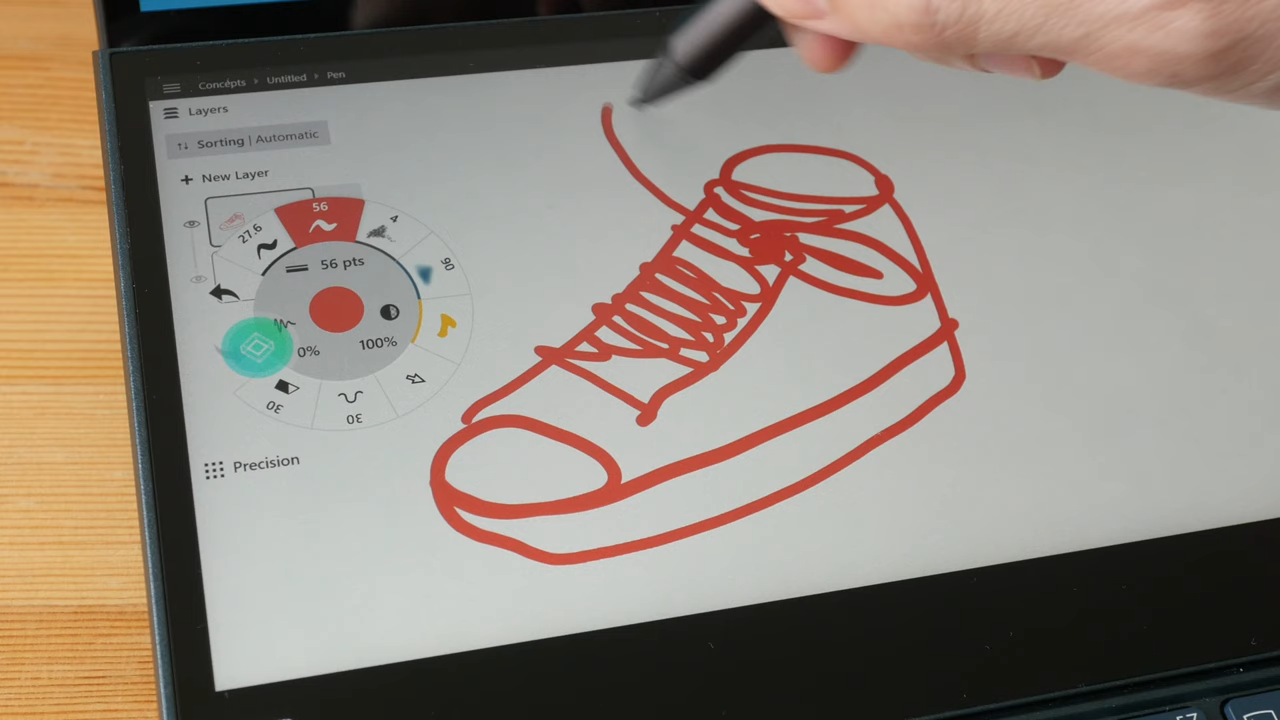 Concepts Untitled Pen
Layers
Sorting | Automatic
New Layer
56
27.6
4
90
56 pts
0%
100%
30
30
Precision
57